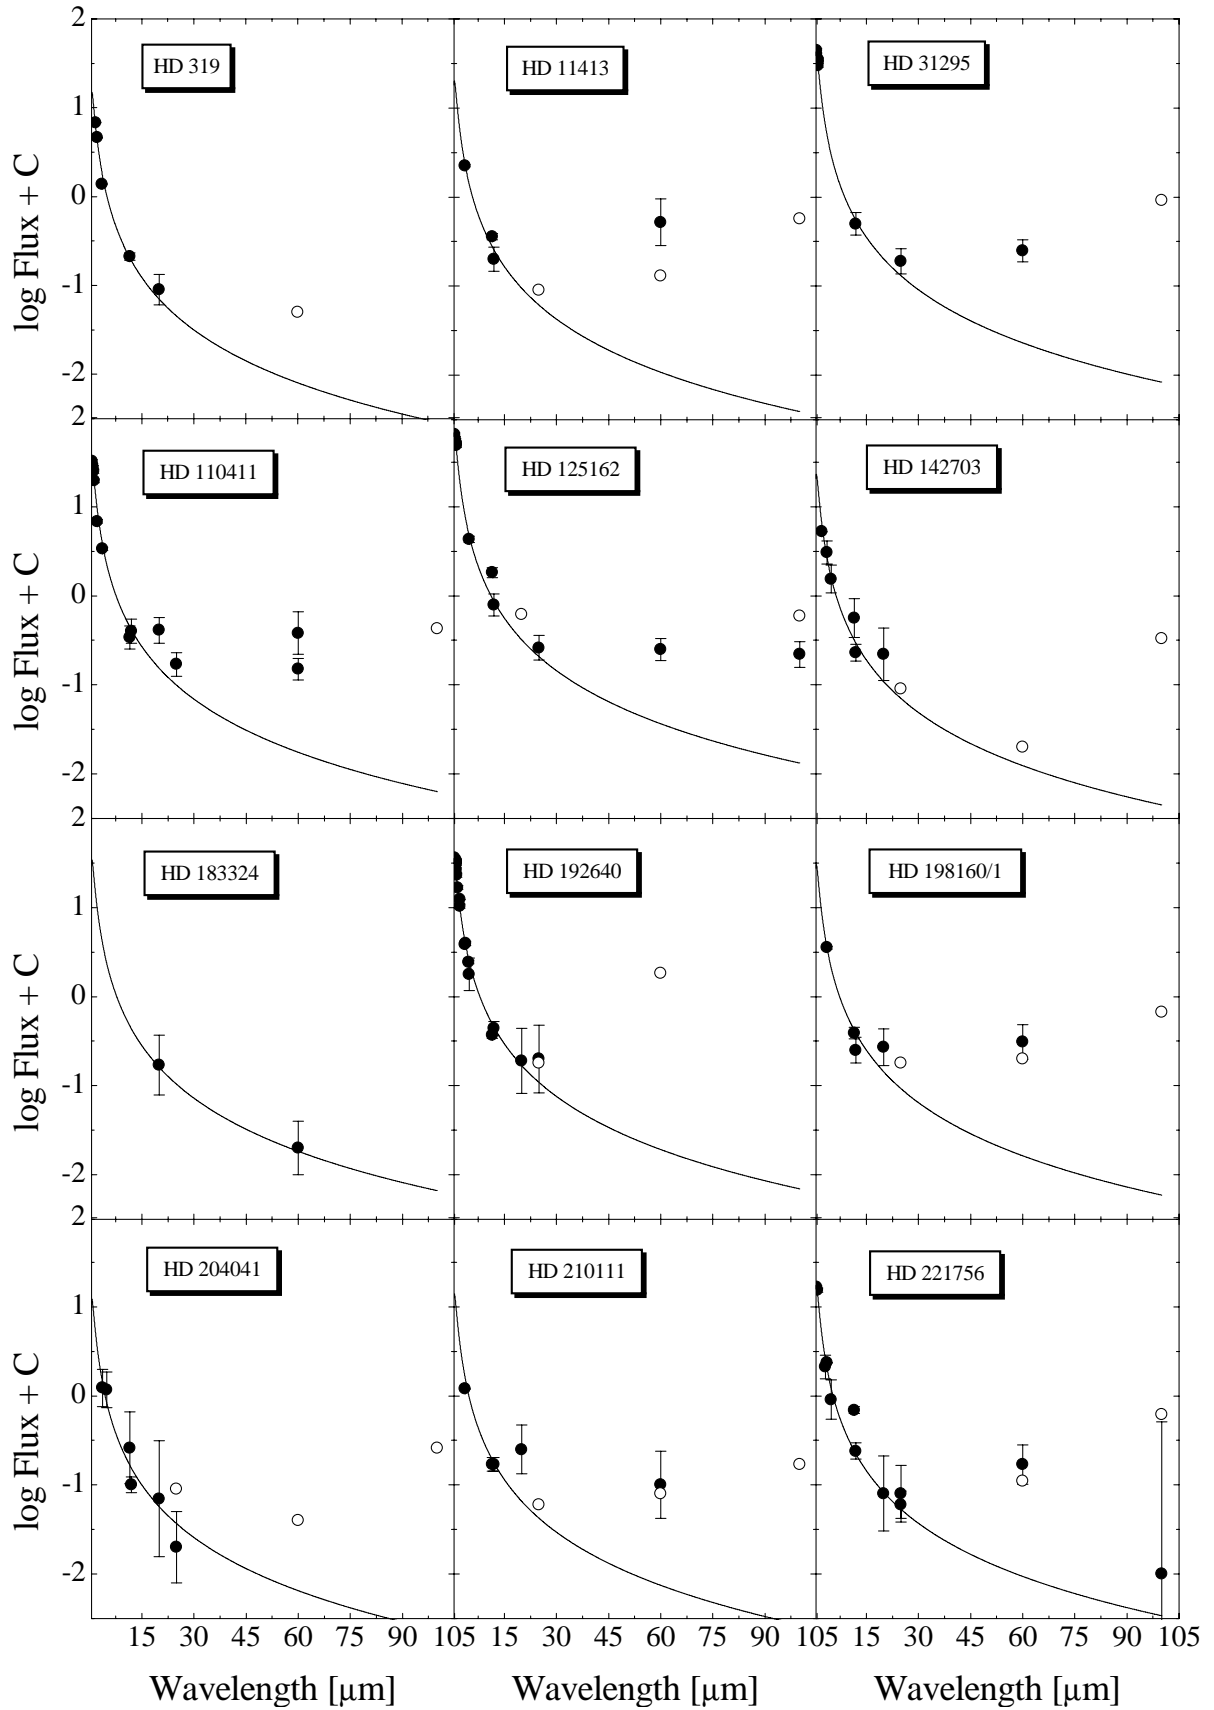 2
HD 319
HD 11413
HD 31295
1
0
-1
-2
log Flux + C
2
HD 110411
HD 125162
HD 142703
1
0
-1
-2
log Flux + C
2
HD 183324
HD 192640
HD 198160/1
1
0
-1
-2
log Flux + C
2
HD 204041
HD 210111
HD 221756
1
0
-1
-2
log Flux + C
15 30 45 60 75 90 105 15 30 45 60 75 90 105 15 30 45 60 75 90 105
Wavelength [µm] Wavelength [µm] Wavelength [µm]